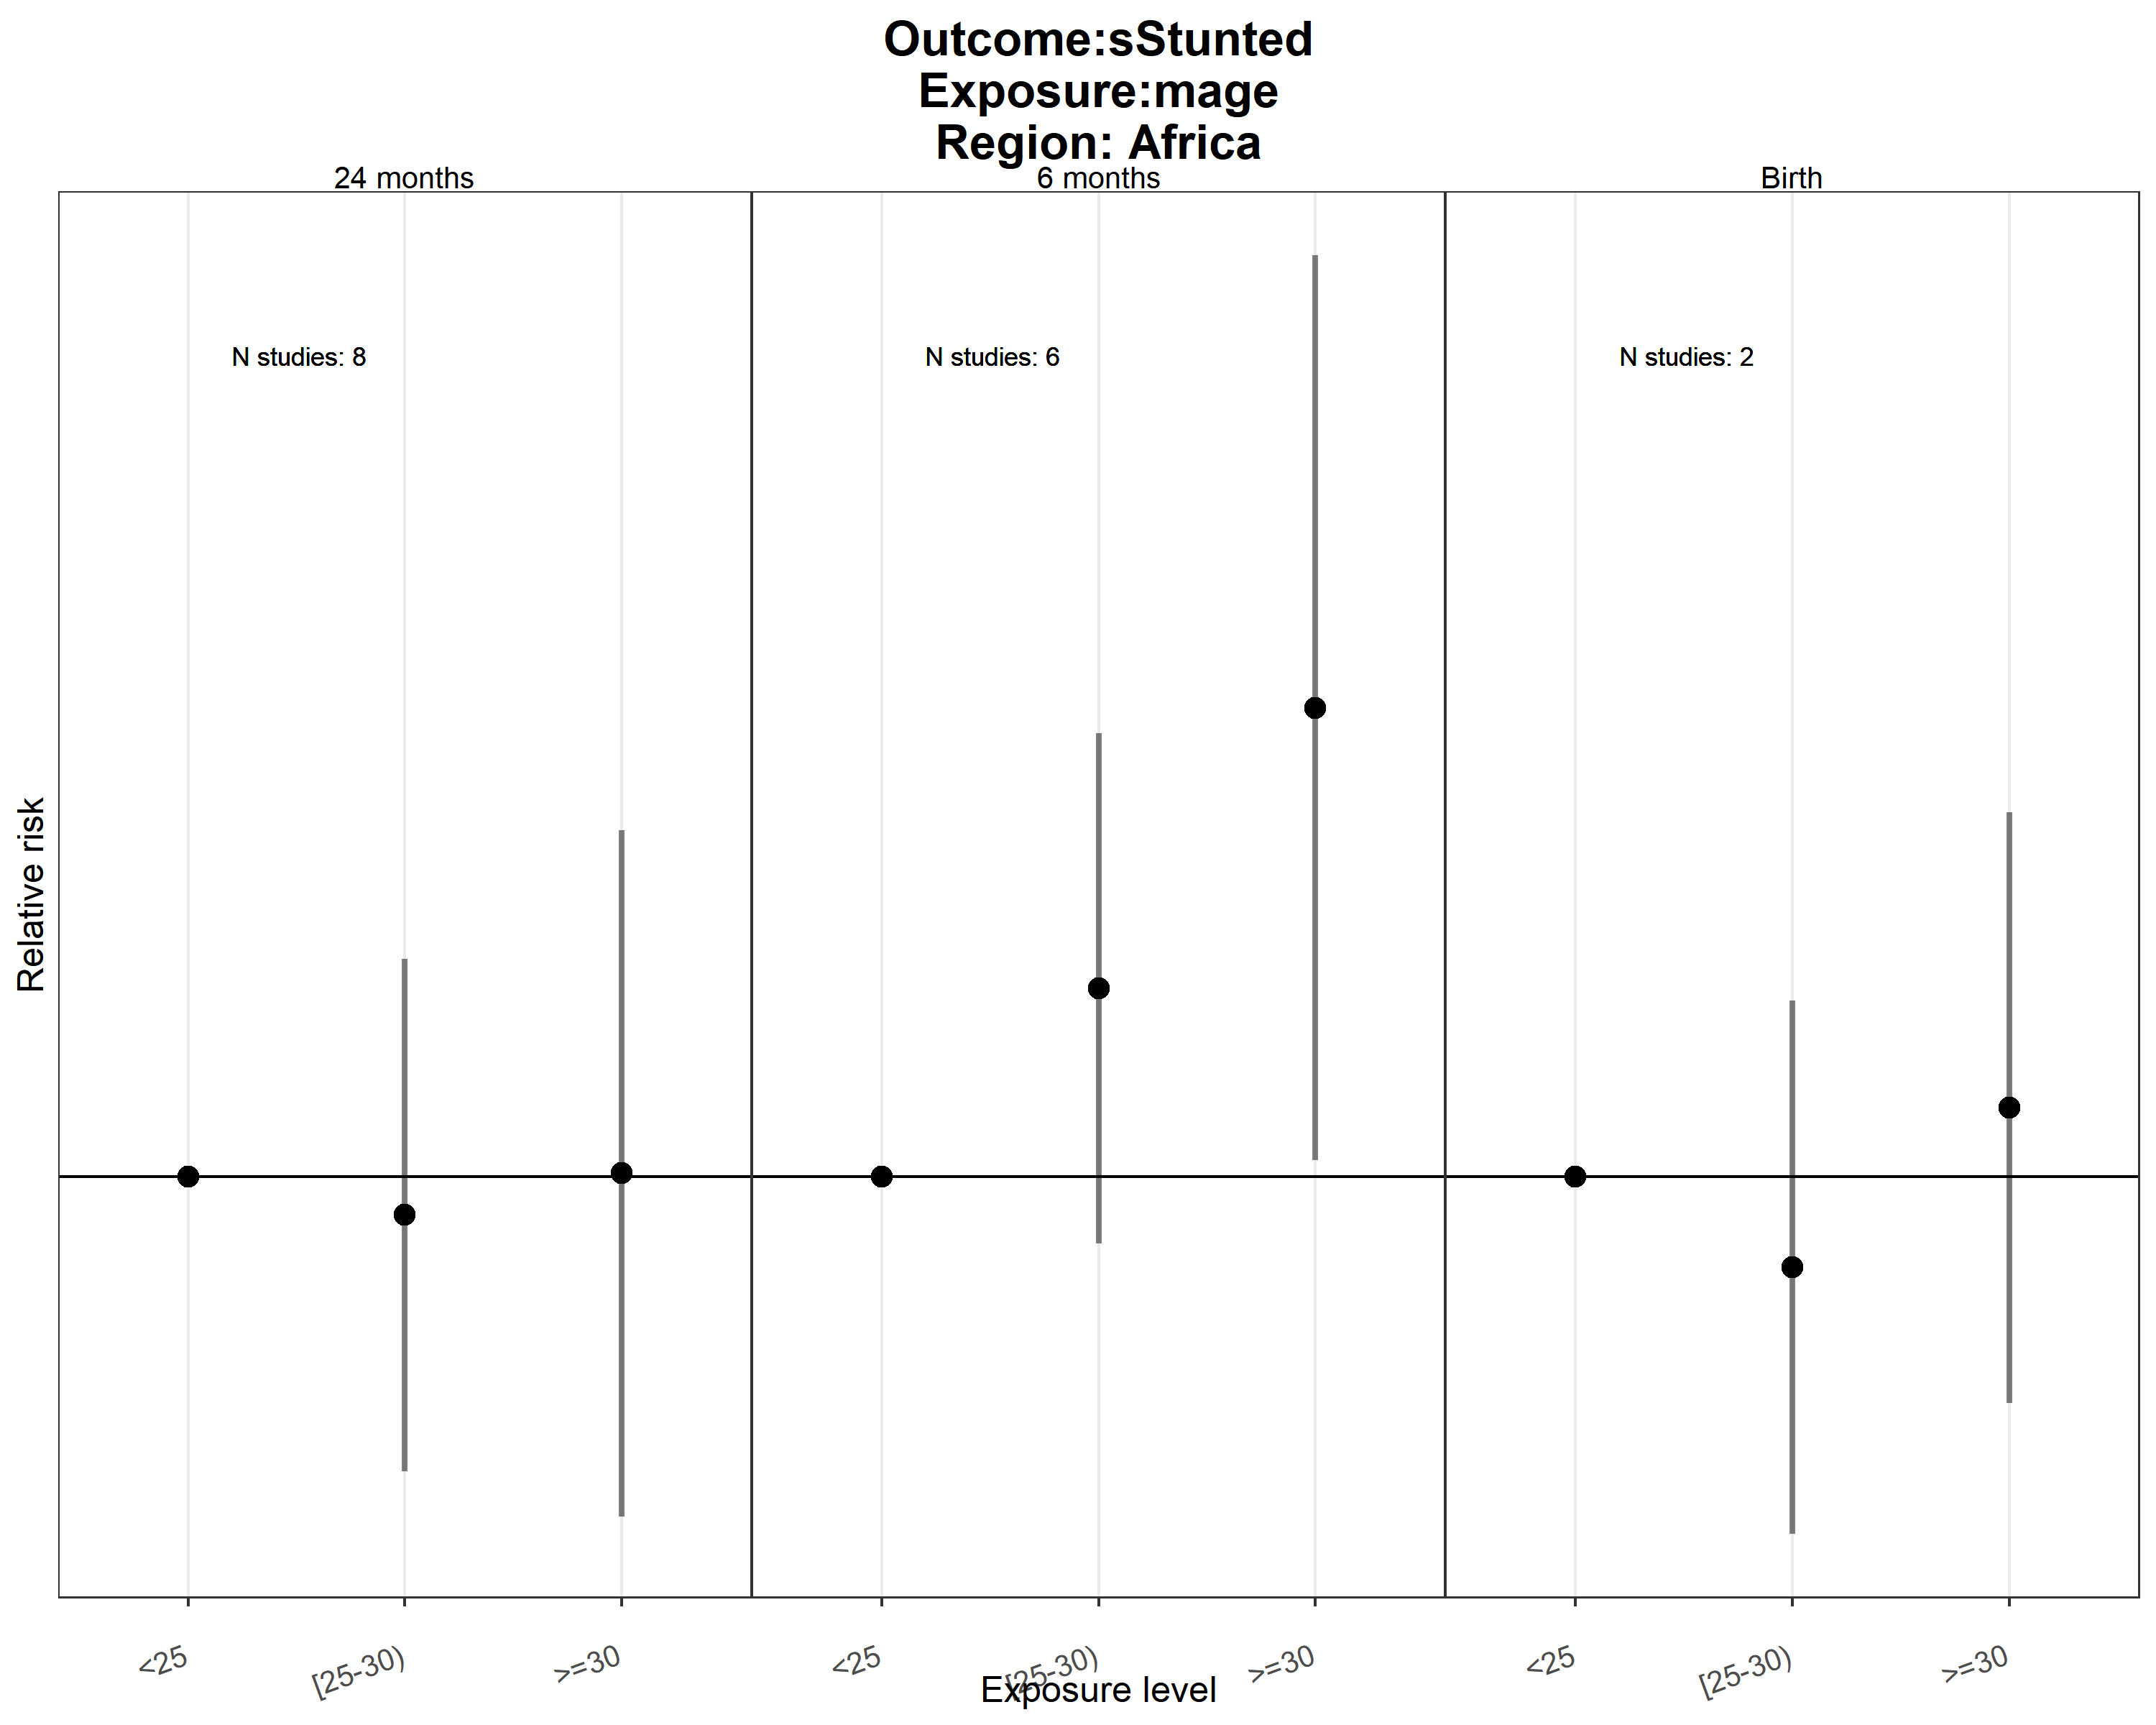 Outcome:sStunted
Exposure:mage
Region: Africa
24 months
6 months
Birth
N studies: 8
N studies: 6
N studies: 2
Relative risk
<25
[25-30)
>=30
<25
[25-30)
>=30
<25
[25-30)
>=30
Exposure level